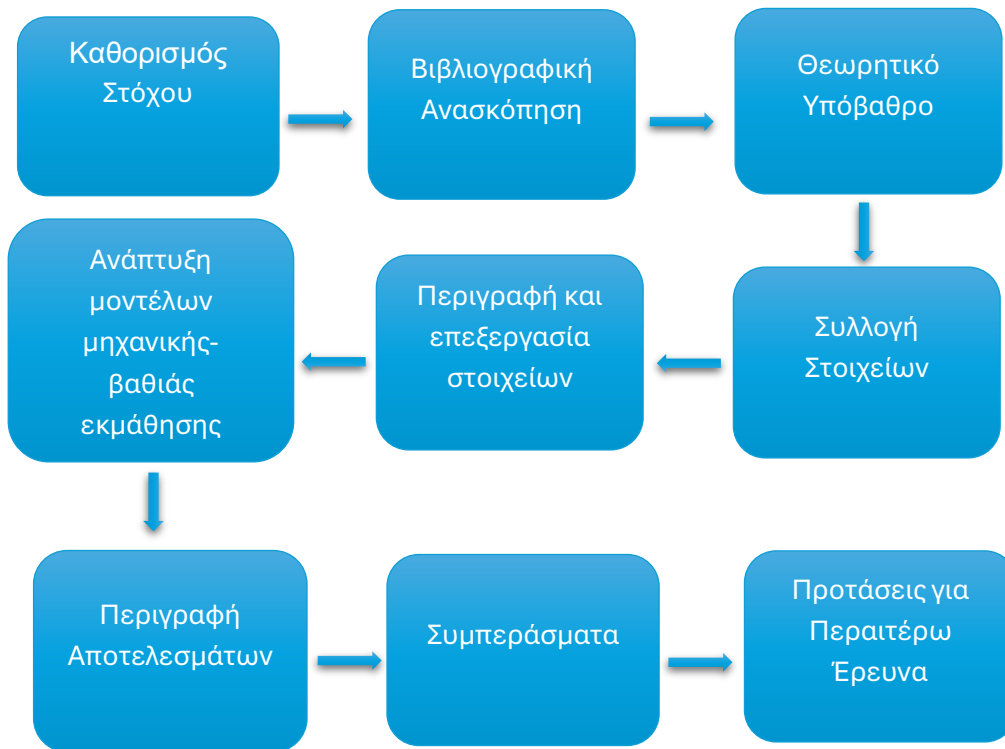 Καθορισμός
Στόχου
Βιβλιογραφική
Ανασκόπηση
Θεωρητικό
Υπόβαθρο
Συλλογή
Στοιχείων
Περιγραφή και
επεξεργασία
στοιχείων
Ανάπτυξη
μοντέλων
μηχανικής-
βαθιάς
εκμάθησης
Περιγραφή
Αποτελεσμάτων
Συμπεράσματα
Προτάσεις για
Περαιτέρω
Έρευνα